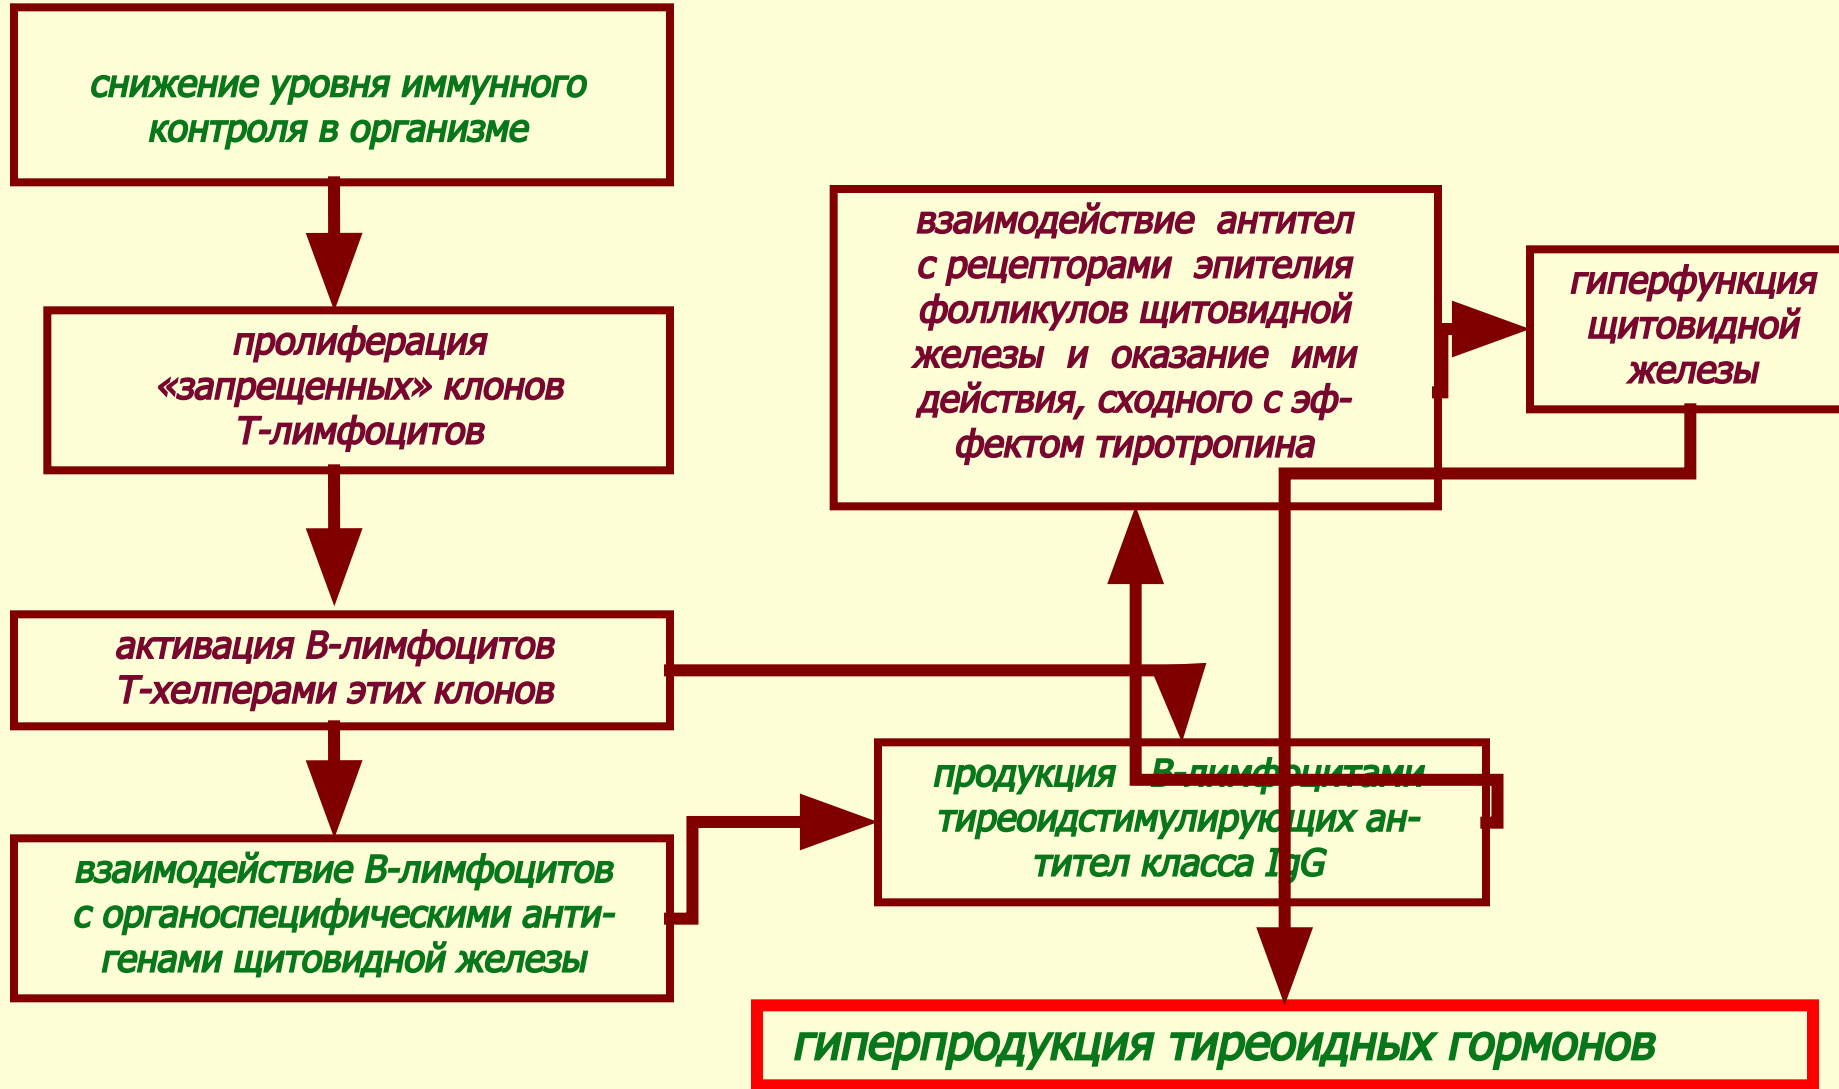 снижение уровня иммунного
контроля в организме
пролиферация
«запрещенных» клонов
Т-лимфоцитов
активация В-лимфоцитов
Т-хелперами этих клонов
взаимодействие В-лимфоцитов
с органоспецифическими анти-
генами щитовидной железы
взаимодействие антител
с рецепторами эпителия
фолликулов щитовидной
железы и оказание ими
действия, сходного с эф-
фектом тиротропина
гиперфункция
щитовидной
железы
продукция В-лимфоцитами
тиреоидстимулирующих ан-
тител класса IgG
гиперпродукция тиреоидных гормонов